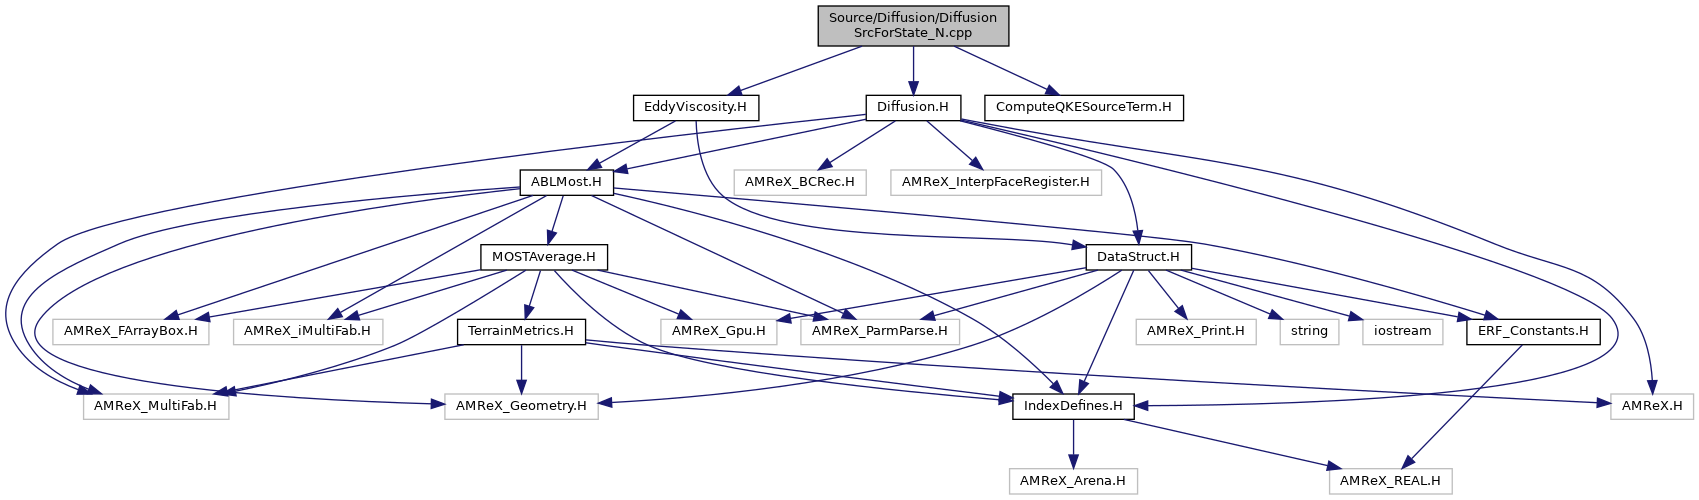 Source/Diffusion/Diffusion
SrcForState_N.cpp
EddyViscosity.H
Diffusion.H
ComputeQKESourceTerm.H
ABLMost.H
AMReX_BCRec.H
AMReX_InterpFaceRegister.H
MOSTAverage.H
DataStruct.H
AMReX_FArrayBox.H
AMReX_iMultiFab.H
TerrainMetrics.H
AMReX_Gpu.H
AMReX_ParmParse.H
AMReX_Print.H
string
iostream
ERF_Constants.H
AMReX_MultiFab.H
AMReX_Geometry.H
IndexDefines.H
AMReX.H
AMReX_Arena.H
AMReX_REAL.H